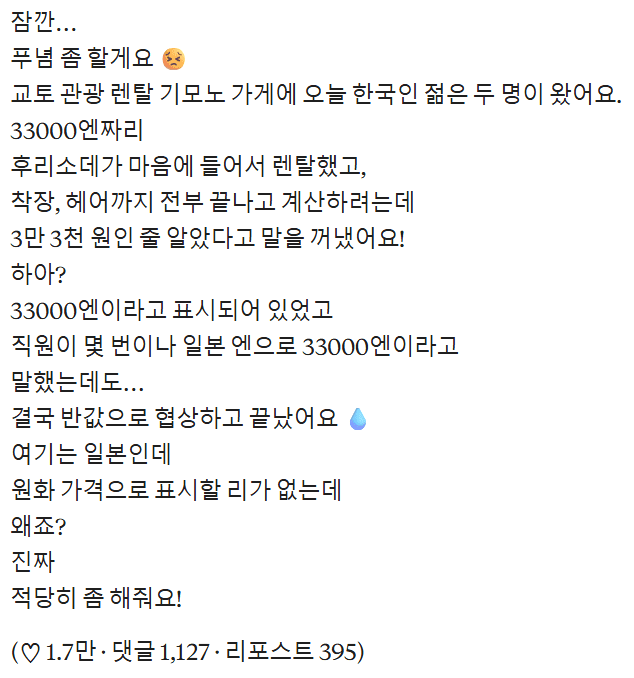 잠깐…
푸념 좀 할게요 😣
교토 관광 렌탈 기모노 가게에 오늘 한국인 젊은 두 명이 왔어요.
33000엔짜리
후리소데가 마음에 들어서 렌탈했고,
착장, 헤어까지 전부 끝나고 계산하려는데
3만 3천 원인 줄 알았다고 말을 꺼냈어요!
하아?
33000엔이라고 표시되어 있었고
직원이 몇 번이나 일본 엔으로 33000엔이라고
말했는데도…
결국 반값으로 협상하고 끝났어요 💧
여기는 일본인데
원화 가격으로 표시할 리가 없는데
왜죠?
진짜
적당히 좀 해줘요!
(♡ 1.7만 · 댓글 1,127 · 리포스트 395)